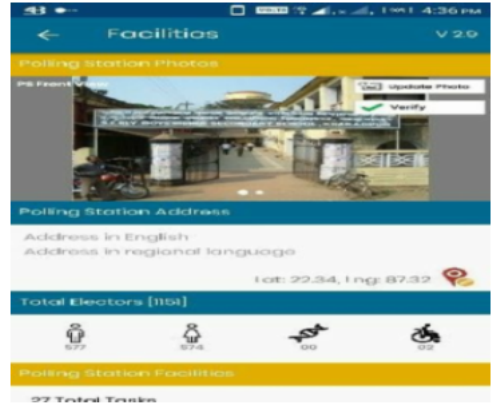 4:36 PM
Facilities
V 2.9
Polling Station Photos
PS Front View
Update Photo
Verify
Polling Station Address
Address in English
Address in regional language
Lat: 22.34, Lng: 87.32
Total Electors [1151]
577
574
00
02
Polling Station Facilities
27 Total Tasks